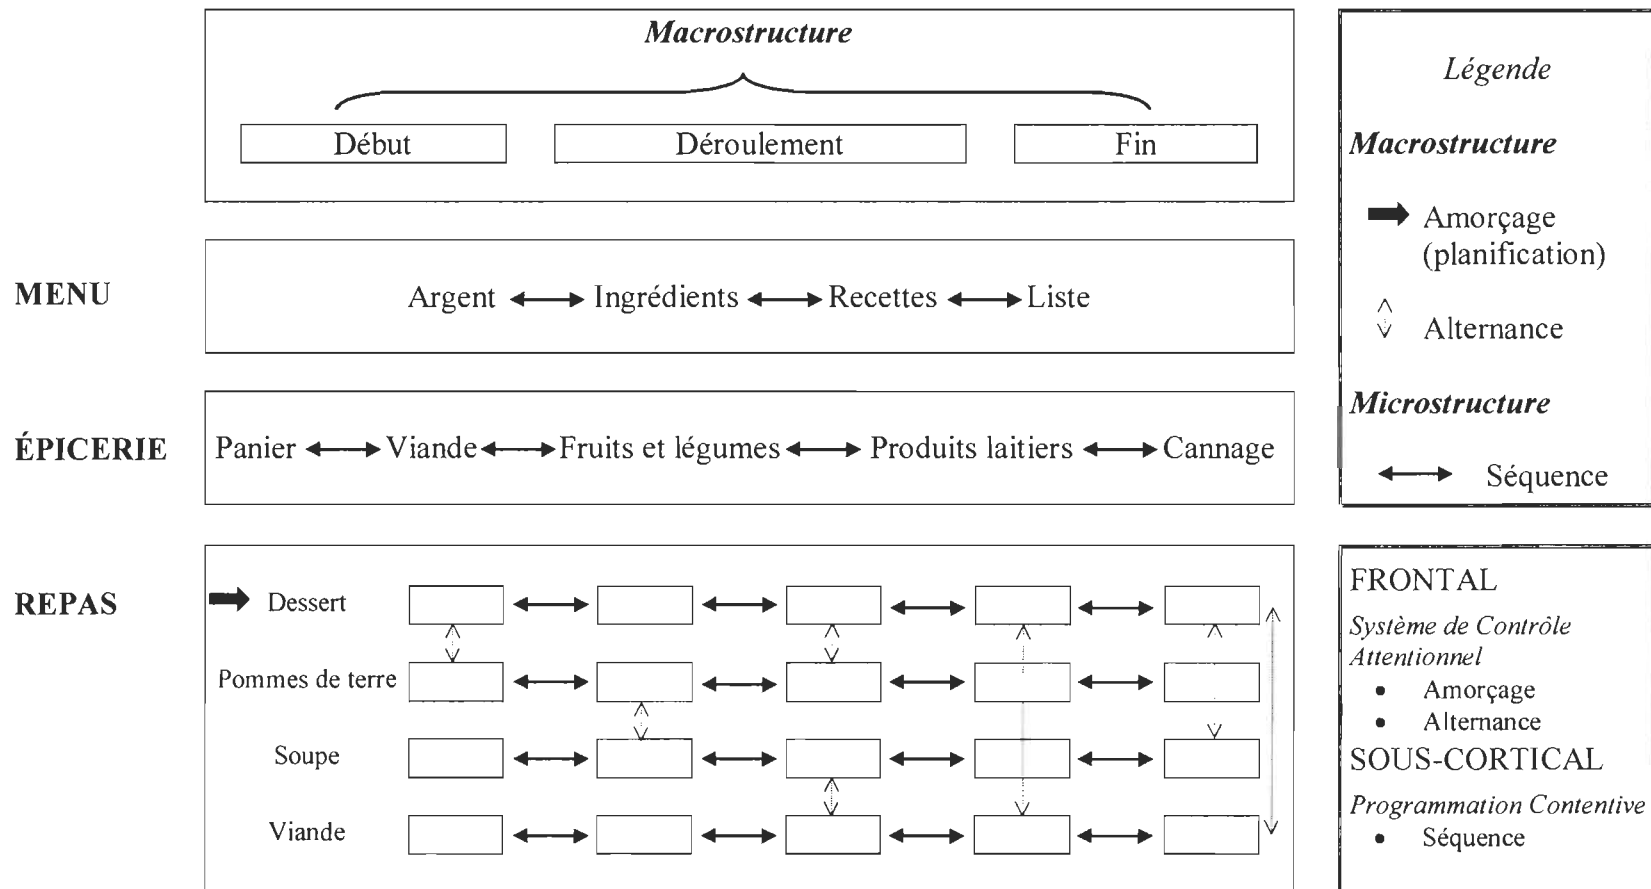 Macrostructure
Début
Déroulement
Fin
MENU
Argent
Ingrédients
Recettes
Liste
ÉPICERIE
Panier
Viande
Fruits et légumes
Produits laitiers
Cannage
REPAS
Dessert
Pommes de terre
Soupe
Viande
Légende
Macrostructure
Amorçage
(planification)
Alternance
Microstructure
Séquence
FRONTAL
Système de Contrôle
Attentionnel
• Amorçage
• Alternance
SOUS-CORTICAL
Programmation Contentive
• Séquence